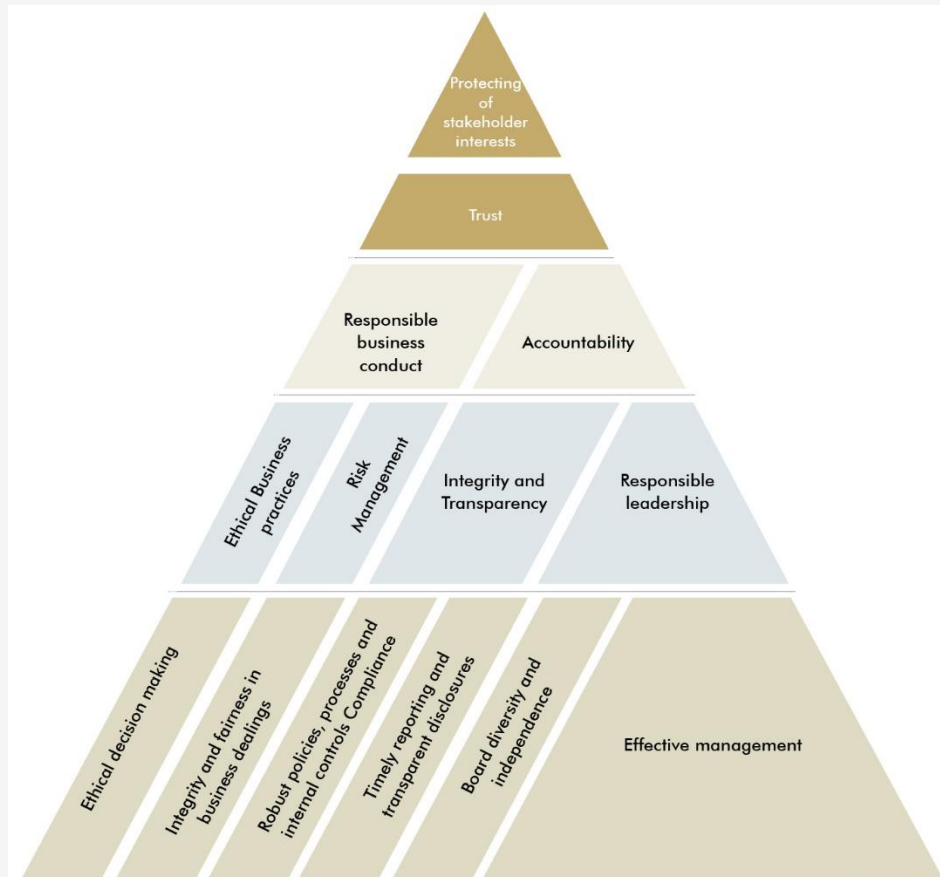 Protecting
of
stakeholder
interests
Trust
Responsible
business
conduct
Accountability
Ethical Business
practices
Risk
Management
Integrity and
Transparency
Responsible
leadership
Ethical decision making
Integrity and fairness in
business dealings
Robust policies, processes and
internal controls Compliance
Timely reporting and
transparent disclosures
Board diversity and
independence
Effective management